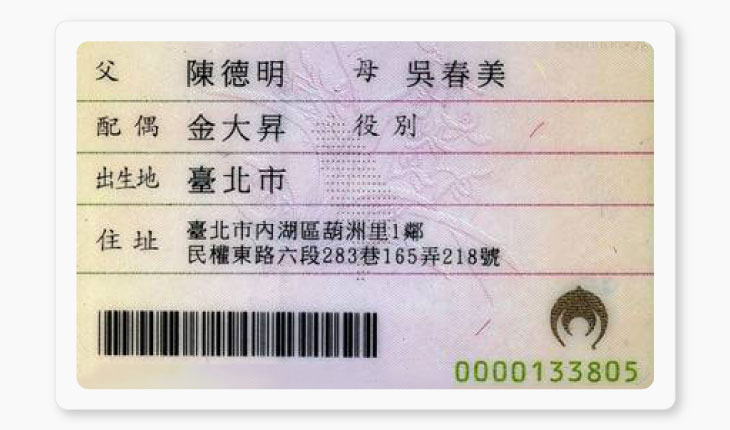 父 陳德明 母 吳春美
配偶 金大昇 役別
出生地 臺北市
住址 臺北市內湖區葫洲里1鄰
民權東路六段283巷165弄218號
0000133805